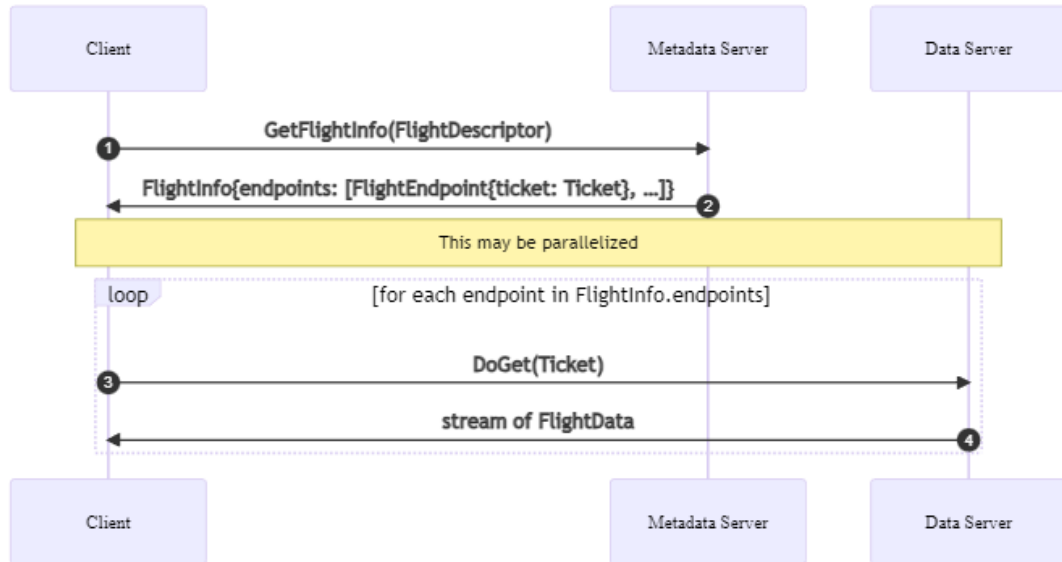 Client
Metadata Server
Data Server
GetFlightInfo(FlightDescriptor)
1
FlightInfo{endpoints: [FlightEndpoint{ticket: Ticket}, ...]}
2
This may be parallelized
loop
[for each endpoint in FlightInfo.endpoints]
DoGet(Ticket)
3
stream of FlightData
4
Client
Metadata Server
Data Server